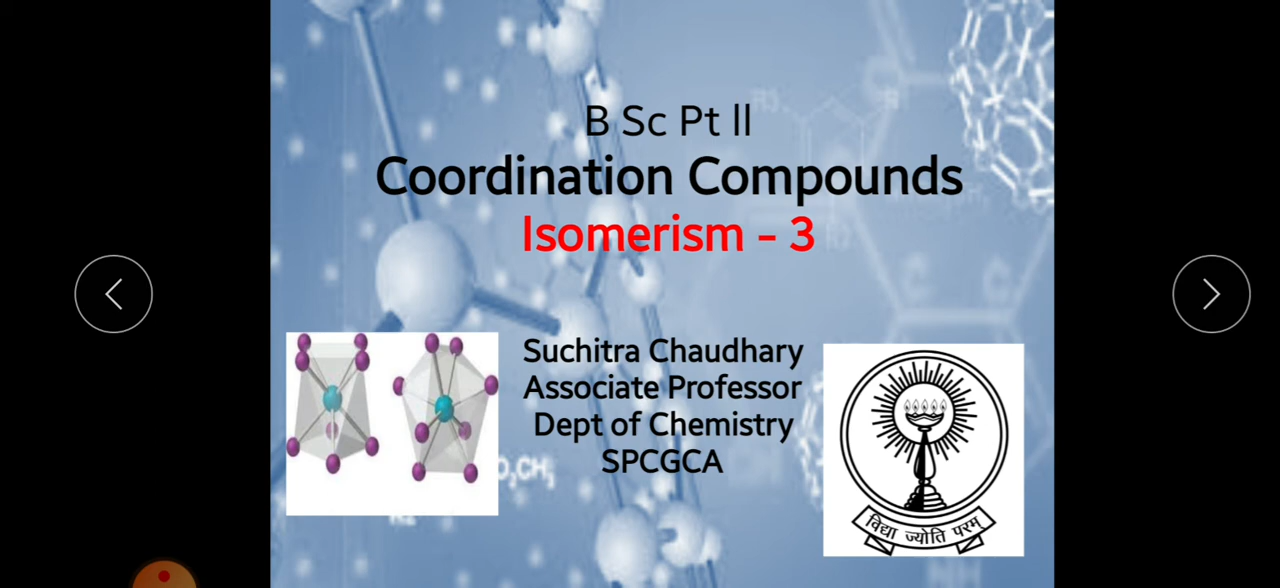 B Sc Pt ll
Coordination Compounds
Isomerism - 3
Suchitra Chaudhary
Associate Professor
Dept of Chemistry
SPCGCA
विद्या ज्योति परम्